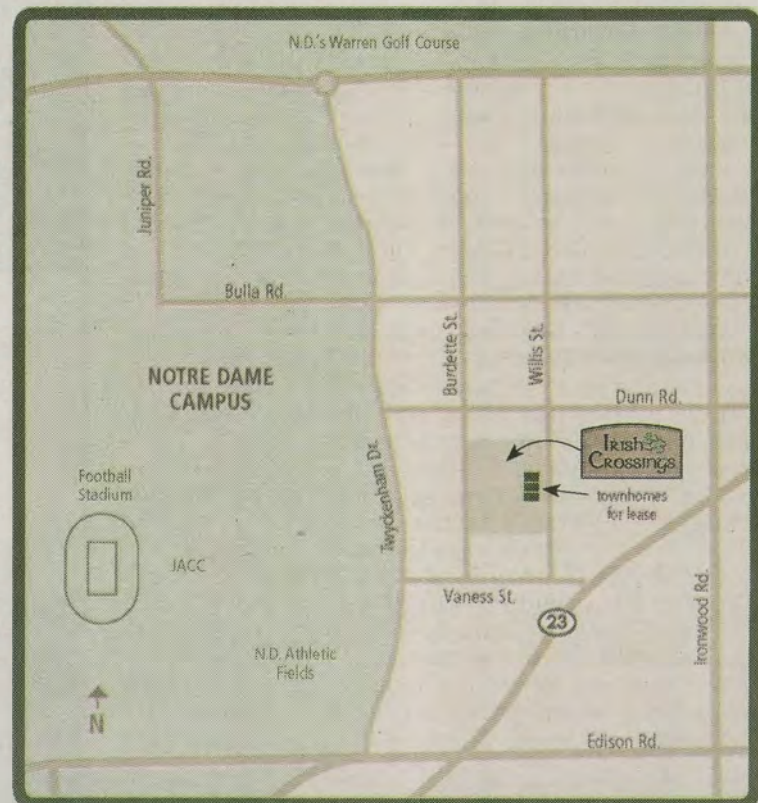 N.D.'s Warren Golf Course
Juniper Rd.
Bulla Rd.
Burdette St.
Willis St.
NOTRE DAME
CAMPUS
Dunn Rd.
IRISH
CROSSINGS
Football
Stadium
Twyckenham Dr.
townhomes
for lease
JACC
Vaness St.
23
Ironwood Rd.
N.D. Athletic
Fields
N
Edison Rd.